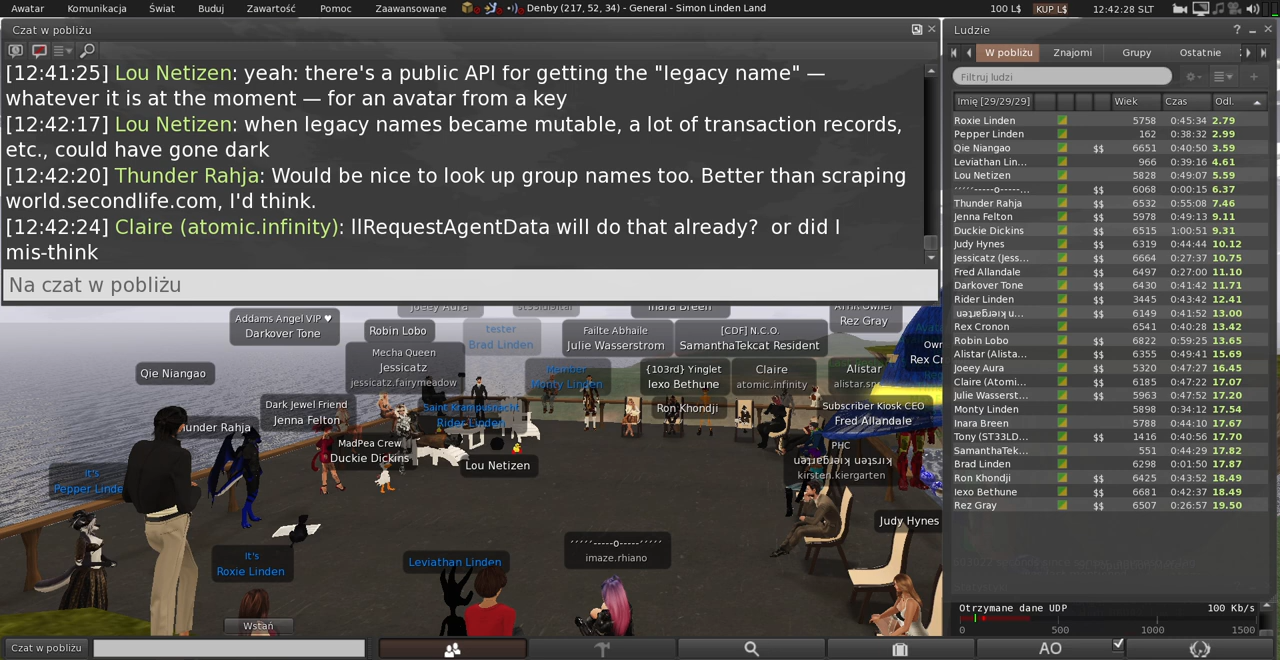 Awatar Komunikacja Świat Buduj Zawartość Pomoc Zaawansowane Denby (217, 52, 34) - General - Simon Linden Land 100 L$ KUP L$ 12:42:28 SLT
Czat w pobliżu
[12:41:25] Lou Netizen: yeah: there's a public API for getting the "legacy name" —
whatever it is at the moment — for an avatar from a key
[12:42:17] Lou Netizen: when legacy names became mutable, a lot of transaction records,
etc., could have gone dark
[12:42:20] Thunder Rahja: Would be nice to look up group names too. Better than scraping
world.secondlife.com, I'd think.
[12:42:24] Claire (atomic.infinity): llRequestAgentData will do that already?  or did I
mis-think
Na czat w pobliżu
Joeey Aura
Inara Breen
Rez Gray
Addams Angel VIP ♥
Darkover Tone
Robin Lobo
tester
Brad Linden
Failte Abhaile
Julie Wasserstrom
[CDF] N.C.O.
SamanthaTekcat Resident
Rex Cr
Qie Niangao
Mecha Queen
Jessicatz
jessicatz.fairymeadow
Member
Monty Linden
{103rd} Yinglet
Iexo Bethune
Claire
atomic.infinity
Alistar
Dark Jewel Friend
Jenna Felton
Saint Krampusnacht
Rider Linden
Ron Khondji
Subscriber Kiosk CEO
Fred Allandale
hunder Rahja
MadPea Crew
Duckie Dickins
Lou Netizen
PHC
kirsten.kiergarten
It's
Pepper Linde
Judy Hynes
It's
Roxie Linden
Leviathan Linden
´´´´´-----o-----´´´´´
imaze.rhiano
Wstań
Czat w pobliżu
AO
Ludzie
W pobliżu Znajomi Grupy Ostatnie
Filtruj ludzi
Imię [29/29/29] Wiek Czas Odl.
Roxie Linden 5758 0:45:34 2.79
Pepper Linden 162 0:38:32 2.99
Qie Niangao $$ 6651 0:40:50 3.59
Leviathan Lin... 966 0:39:16 4.61
Lou Netizen 5828 0:49:07 5.59
´´´´´-----o-----... $$ 6068 0:00:15 6.37
Thunder Rahja $$ 6532 0:55:08 7.46
Jenna Felton $$ 5978 0:49:13 9.11
Duckie Dickins $$ 6515 1:00:51 9.31
Judy Hynes $$ 6319 0:44:44 10.12
Jessicatz (Jess... $$ 6664 0:27:37 10.75
Fred Allandale $$ 6497 0:27:00 11.10
Darkover Tone $$ 6430 0:41:42 11.71
Rider Linden $$ 3445 0:43:42 12.41
$$ 6149 0:41:52 13.00
Rex Cronon 6541 0:40:28 13.42
Robin Lobo $$ 6822 0:59:25 13.65
Alistar (Alista... $$ 6355 0:49:41 15.69
Joeey Aura $$ 5320 0:47:27 16.45
Claire (Atomi... $$ 6185 0:47:22 17.07
Julie Wasserst... $$ 5963 0:47:52 17.20
Monty Linden 5898 0:34:12 17.54
Inara Breen 5788 0:44:10 17.67
Tony (ST33LD... $$ 1416 0:40:56 17.70
SamanthaTek... 551 0:44:29 17.82
Brad Linden 6298 0:01:50 17.87
Ron Khondji $$ 6425 0:43:52 18.49
Iexo Bethune $$ 6681 0:42:37 18.49
Rez Gray $$ 6507 0:26:57 19.50
Otrzymane dane UDP 100 Kb/s
0 500 1000 1500